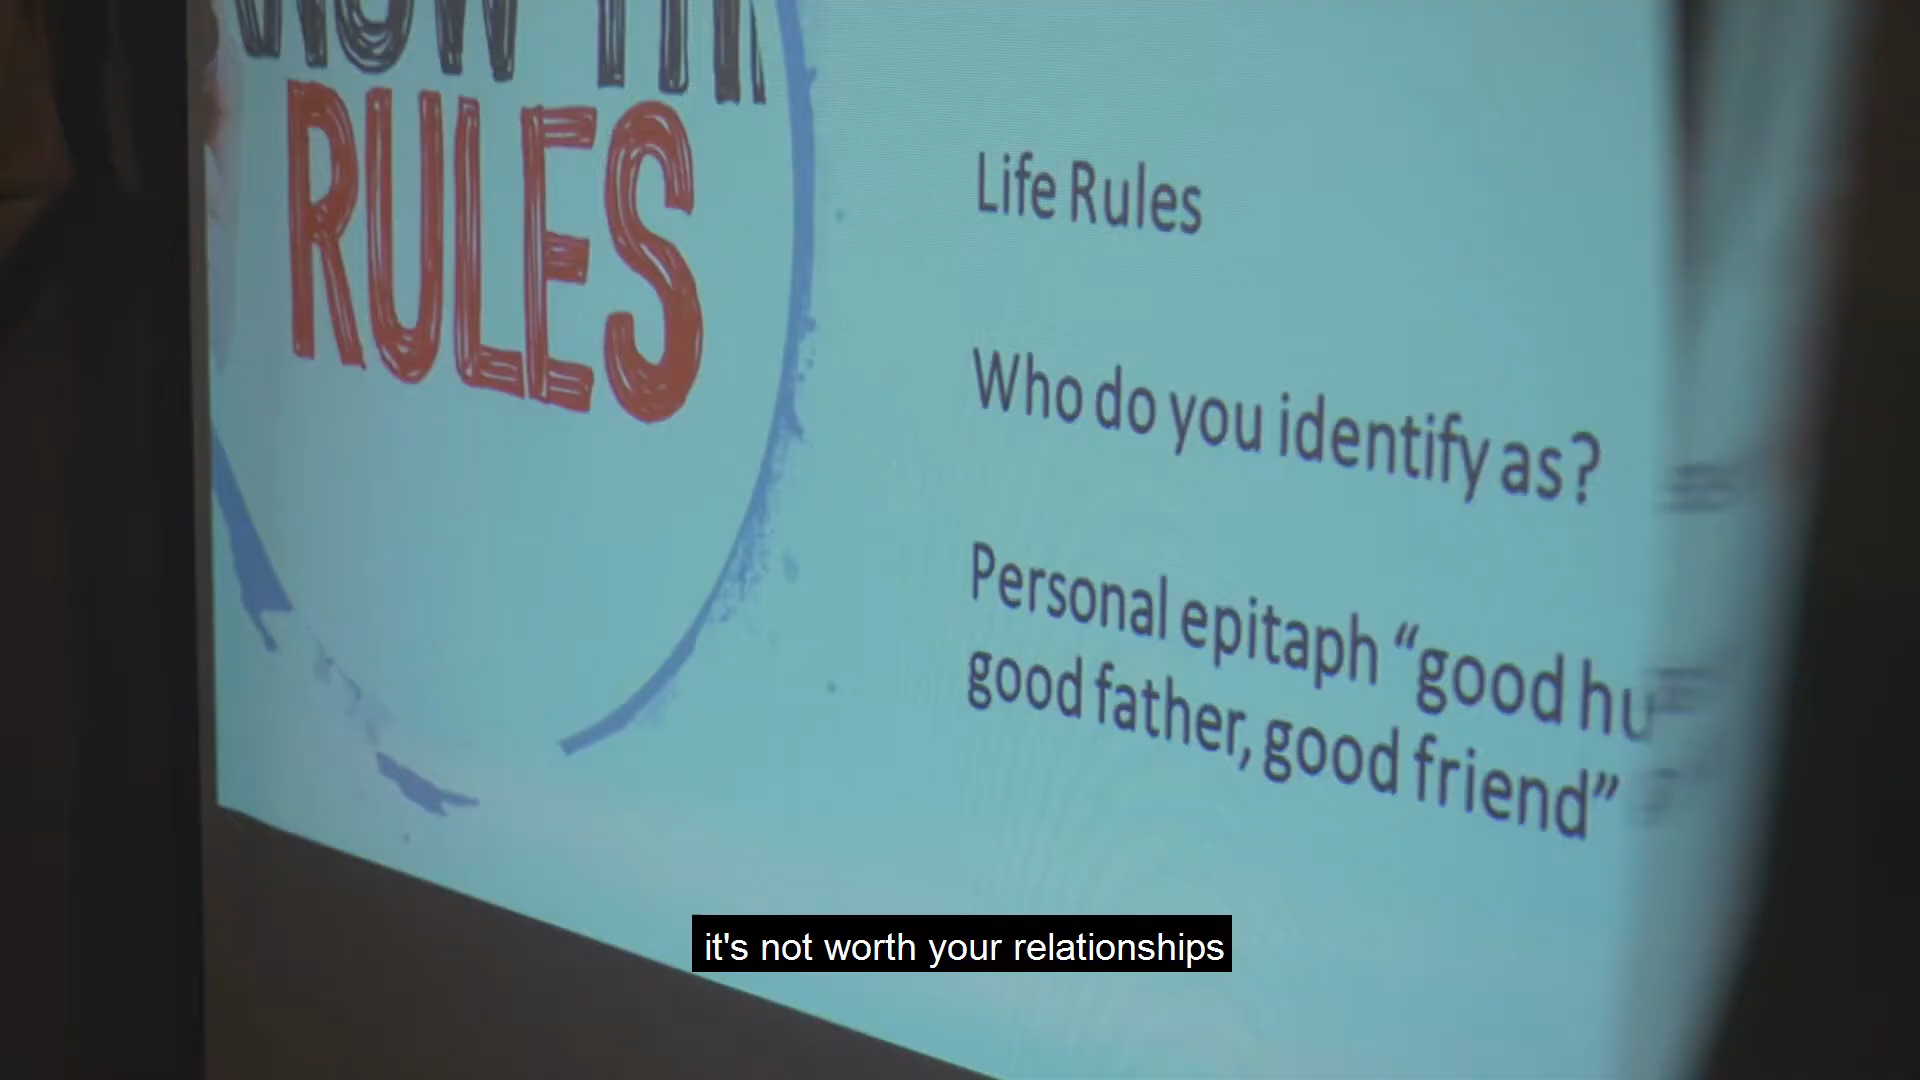 RULES
Life Rules
Who do you identify as?
Personal epitaph “good
good father, good friend”
it's not worth your relationships